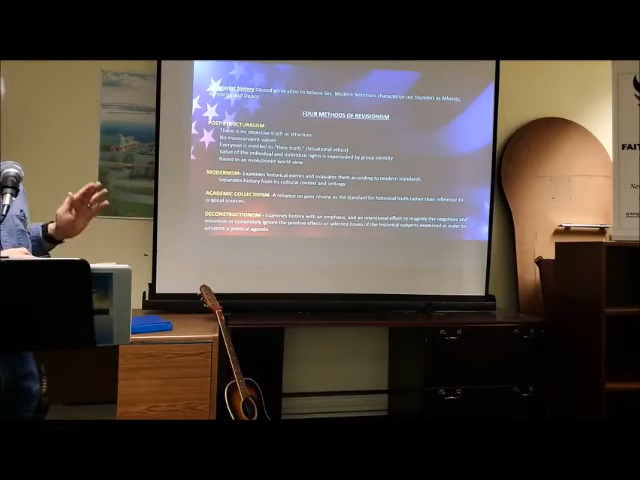 history caused generation to believe lies. Modern historians characterize our founders as Atheists,
and Deists.
FOUR METHODS OF REVISIONISM
POST-STRUCTURALISM
There is no objective truth or structure
No transcendent values
Everyone is entitled to "their truth." (Situational ethics)
Value of the individual and individual rights is superseded by group identity
Based in an evolutionist world view
MODERNISM- Examines historical events and evaluates them according to modern standards.
Separates history from its cultural context and settings
ACADEMIC COLLECTIVISM -A reliance on peer review as the standard for historical truth rather than reference to
original sources.
DECONSTRUCTIONISM - Examines history with an emphasis, and an intentional effort to magnify the negatives and
minimize or completely ignore the positive effects or selected issues of the historical subjects examined in order to
advance a political agenda.
FAIT